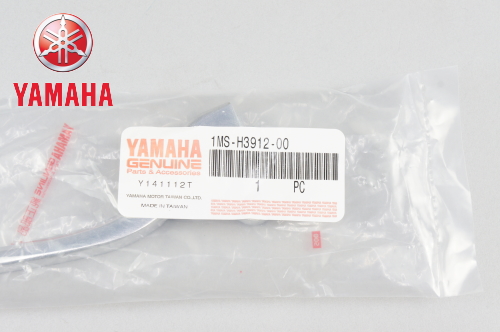 YAMAHA
YAMAHA
GENUINE
Parts & Accessories
Y141112T
YAMAHA MOTOR TAIWAN CO.,LTD.
MADE IN TAIWAN
1MS-H3912-00
1 PC
YAMAHA